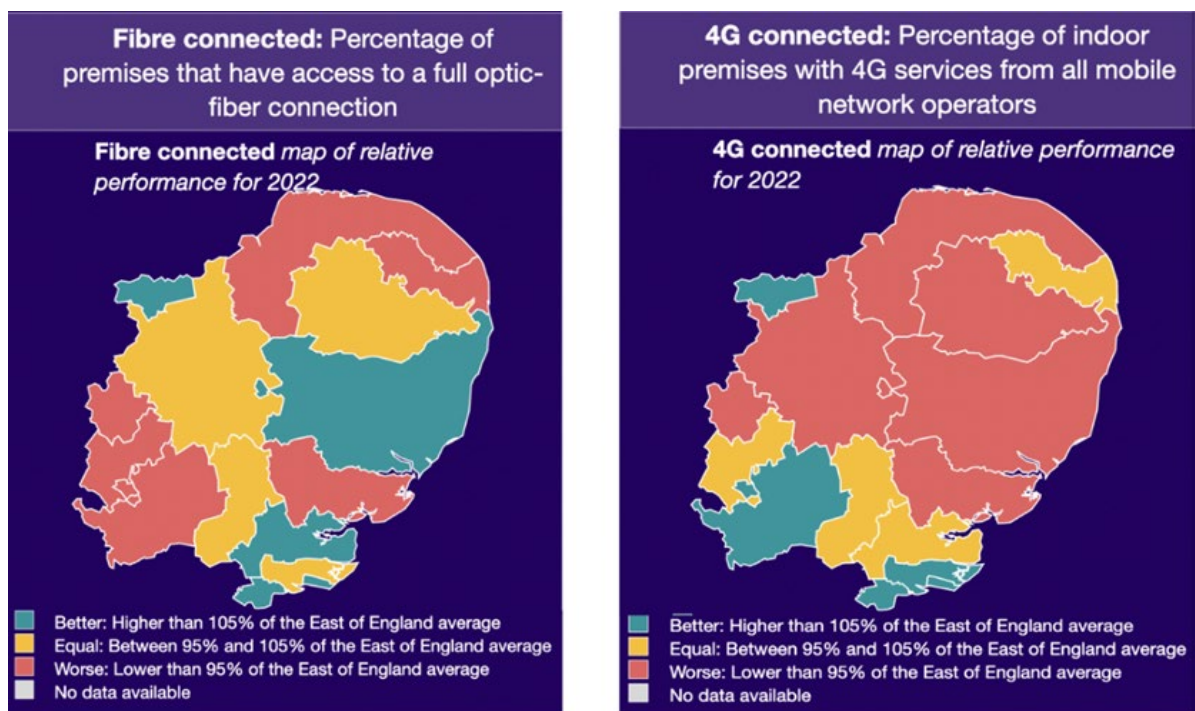 Fibre connected: Percentage of
premises that have access to a full optic-
fiber connection
Fibre connected map of relative
performance for 2022
Better: Higher than 105% of the East of England average
Equal: Between 95% and 105% of the East of England average
Worse: Lower than 95% of the East of England average
No data available
4G connected: Percentage of indoor
premises with 4G services from all mobile
network operators
4G connected map of relative performance
for 2022
Better: Higher than 105% of the East of England average
Equal: Between 95% and 105% of the East of England average
Worse: Lower than 95% of the East of England average
No data available